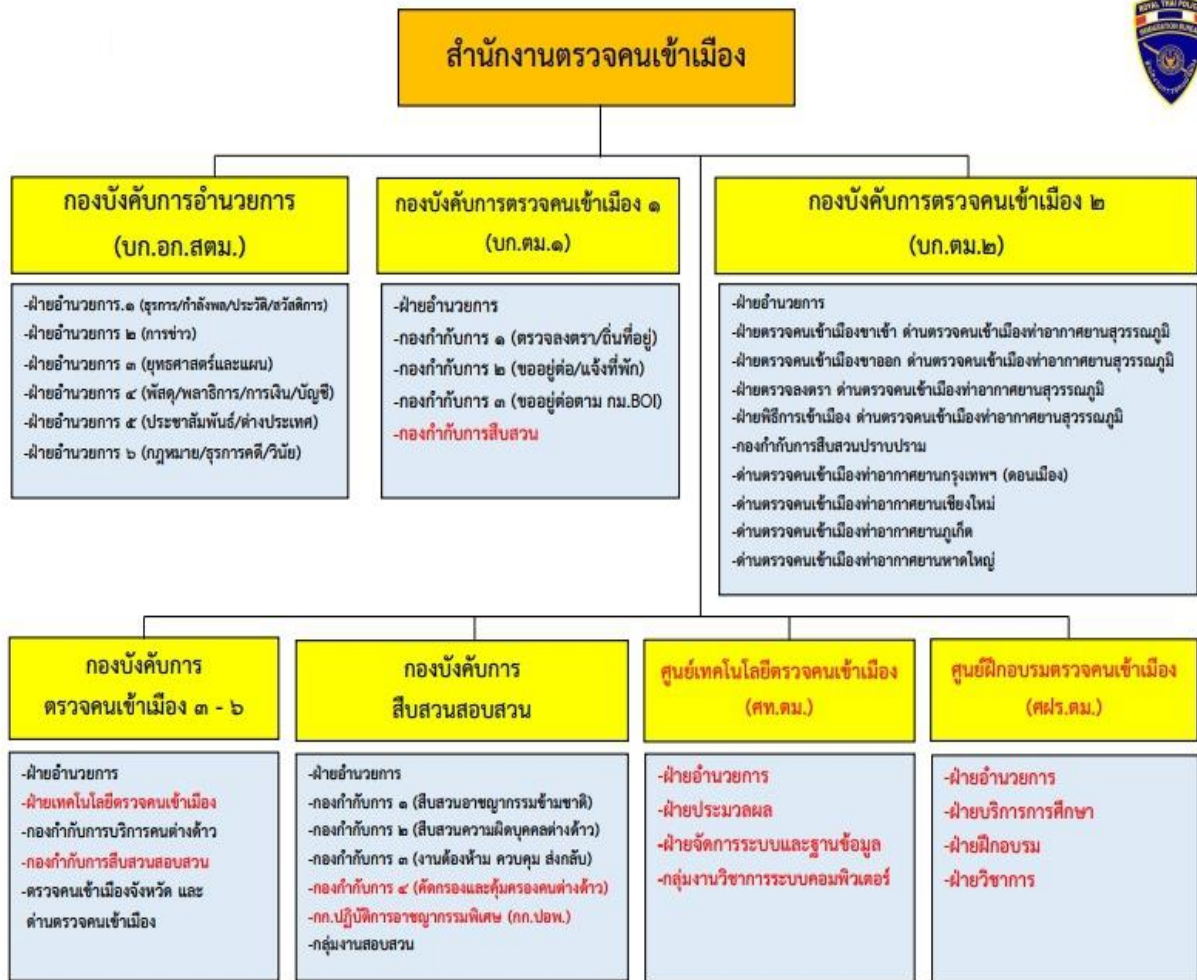 ROYAL THAI POLICE
IMMIGRATION BUREAU
สำนักงานตรวจคนเข้าเมือง
กองบังคับการอำนวยการ
(บก.อก.สตม.)
-ฝ่ายอำนวยการ.๑ (ธุรการ/กำลังพล/ประวัติ/สวัสดิการ)
-ฝ่ายอำนวยการ ๒ (การข่าว)
-ฝ่ายอำนวยการ ๓ (ยุทธศาสตร์และแผน)
-ฝ่ายอำนวยการ ๔ (พัสดุ/พลาธิการ/การเงิน/บัญชี)
-ฝ่ายอำนวยการ ๕ (ประชาสัมพันธ์/ต่างประเทศ)
-ฝ่ายอำนวยการ ๖ (กฎหมาย/ธุรการคดี/วินัย)
กองบังคับการตรวจคนเข้าเมือง ๑
(บก.ตม.๑)
-ฝ่ายอำนวยการ
-กองกำกับการ ๑ (ตรวจลงตรา/ถิ่นที่อยู่)
-กองกำกับการ ๒ (ขออยู่ต่อ/แจ้งที่พัก)
-กองกำกับการ ๓ (ขออยู่ต่อตาม กม.BOI)
-กองกำกับการสืบสวน
กองบังคับการตรวจคนเข้าเมือง ๒
(บก.ตม.๒)
-ฝ่ายอำนวยการ
-ฝ่ายตรวจคนเข้าเมืองขาเข้า ด่านตรวจคนเข้าเมืองท่าอากาศยานสุวรรณภูมิ
-ฝ่ายตรวจคนเข้าเมืองขาออก ด่านตรวจคนเข้าเมืองท่าอากาศยานสุวรรณภูมิ
-ฝ่ายตรวจลงตรา ด่านตรวจคนเข้าเมืองท่าอากาศยานสุวรรณภูมิ
-ฝ่ายพิธีการเข้าเมือง ด่านตรวจคนเข้าเมืองท่าอากาศยานสุวรรณภูมิ
-กองกำกับการสืบสวนปราบปราม
-ด่านตรวจคนเข้าเมืองท่าอากาศยานกรุงเทพฯ (ดอนเมือง)
-ด่านตรวจคนเข้าเมืองท่าอากาศยานเชียงใหม่
-ด่านตรวจคนเข้าเมืองท่าอากาศยานภูเก็ต
-ด่านตรวจคนเข้าเมืองท่าอากาศยานหาดใหญ่
กองบังคับการ
ตรวจคนเข้าเมือง ๓ - ๖
-ฝ่ายอำนวยการ
-ฝ่ายเทคโนโลยีตรวจคนเข้าเมือง
-กองกำกับการบริการคนต่างด้าว
-กองกำกับการสืบสวนสอบสวน
-ตรวจคนเข้าเมืองจังหวัด และ
ด่านตรวจคนเข้าเมือง
กองบังคับการ
สืบสวนสอบสวน
-ฝ่ายอำนวยการ
-กองกำกับการ ๑ (สืบสวนอาชญากรรมข้ามชาติ)
-กองกำกับการ ๒ (สืบสวนความผิดบุคคลต่างด้าว)
-กองกำกับการ ๓ (งานต้องห้าม ควบคุม ส่งกลับ)
-กองกำกับการ ๔ (คัดกรองและคุ้มครองคนต่างด้าว)
-กก.ปฏิบัติการอาชญากรรมพิเศษ (กก.ปอพ.)
-กลุ่มงานสอบสวน
ศูนย์เทคโนโลยีตรวจคนเข้าเมือง
(ศท.ตม.)
-ฝ่ายอำนวยการ
-ฝ่ายประมวลผล
-ฝ่ายจัดการระบบและฐานข้อมูล
-กลุ่มงานวิชาการระบบคอมพิวเตอร์
ศูนย์ฝึกอบรมตรวจคนเข้าเมือง
(ศฝร.ตม.)
-ฝ่ายอำนวยการ
-ฝ่ายบริการการศึกษา
-ฝ่ายฝึกอบรม
-ฝ่ายวิชาการ